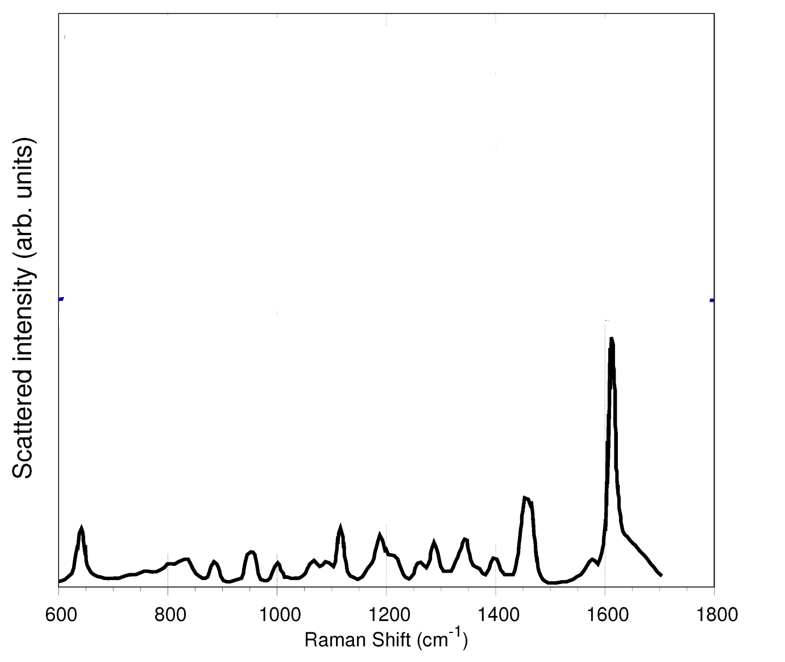 Scattered intensity (arb. units)
600 800 1000 1200 1400 1600 1800
Raman Shift (cm⁻¹)